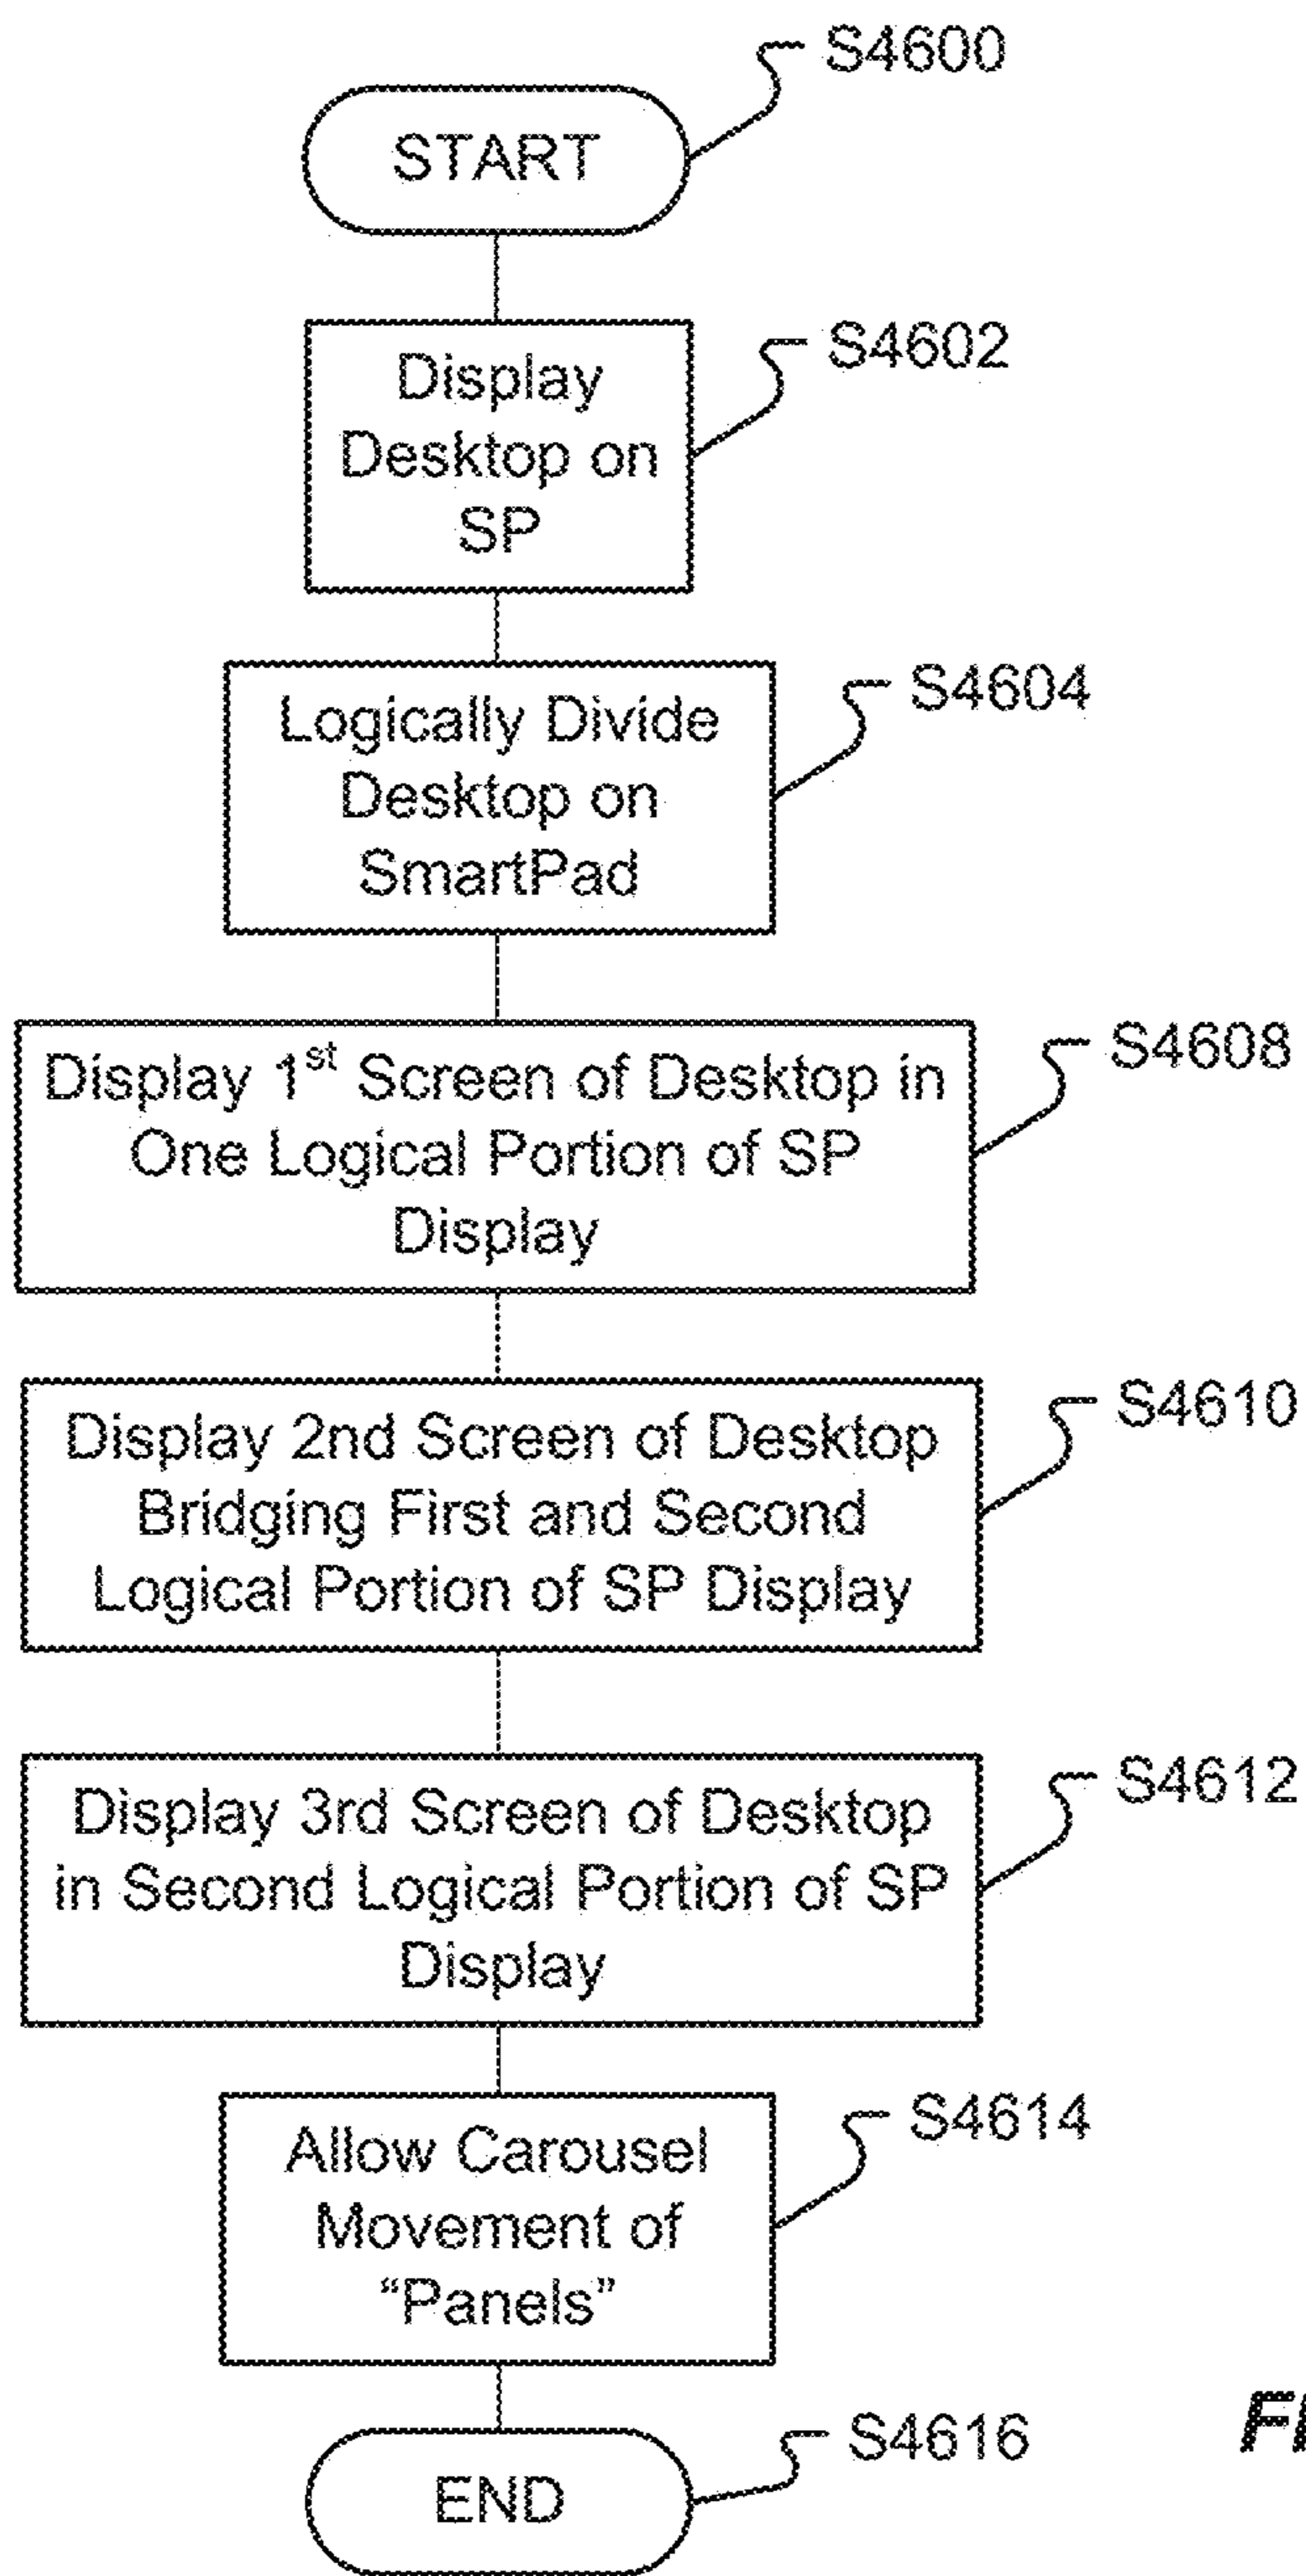 S4600
START
S4602
Display
Desktop on
SP
S4604
Logically Divide
Desktop on
SmartPad
S4608
Display 1st Screen of Desktop in
One Logical Portion of SP
Display
S4610
Display 2nd Screen of Desktop
Bridging First and Second
Logical Portion of SP Display
S4612
Display 3rd Screen of Desktop
in Second Logical Portion of SP
Display
S4614
Allow Carousel
Movement of
“Panels”
S4616
END